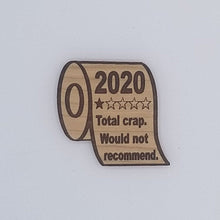 2020
★☆☆☆☆
Total crap.
Would not
recommend.